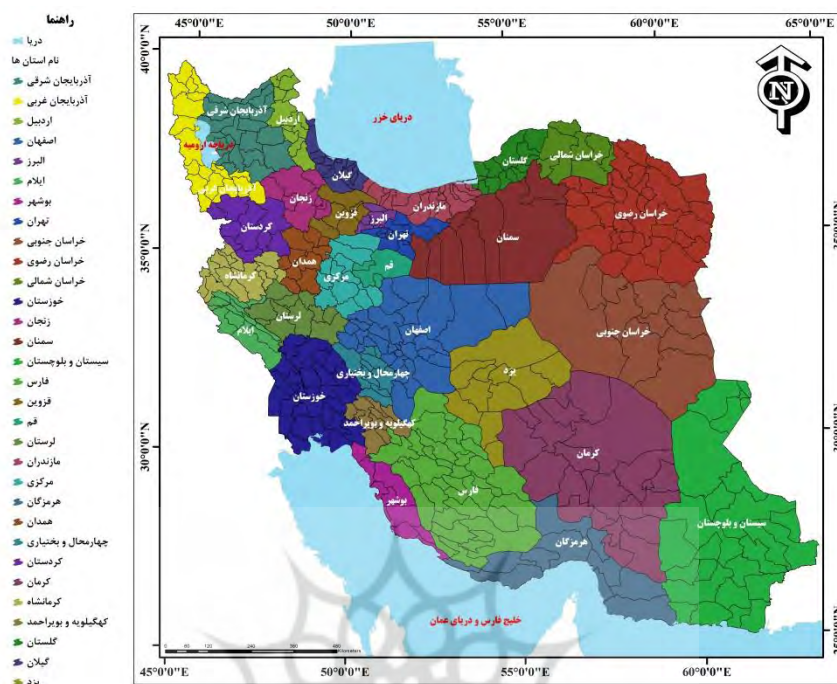 راهنما
دریا
نام استان ها
آذربایجان شرقی
آذربایجان غربی
اردبیل
اصفهان
البرز
ایلام
بوشهر
تهران
خراسان جنوبی
خراسان رضوی
خراسان شمالی
خوزستان
زنجان
سمنان
سیستان و بلوچستان
فارس
قزوین
قم
لرستان
مازندران
مرکزی
هرمزگان
همدان
چهارمحال و بختیاری
کردستان
کرمان
کرمانشاه
کهگیلویه و بویراحمد
گلستان
گیلان
یزد
45°0'0"N 50°0'0"E 55°0'0"E 60°0'0"E 65°0'0"E
40°0'0"N
35°0'0"N
30°0'0"N
N
دریای خزر
آذربایجان شرقی
اردبیل
دریاچه ارومیه
آذربایجان غربی
گیلان
زنجان
کردستان
قزوین
البرز
مازندران
تهران
گلستان
خراسان شمالی
خراسان رضوی
سمنان
همدان
کرمانشاه
مرکزی
قم
لرستان
ایلام
اصفهان
خراسان جنوبی
یزد
چهارمحال و بختیاری
خوزستان
کهگیلویه و بویراحمد
کرمان
فارس
بوشهر
سیستان و بلوچستان
هرمزگان
خلیج فارس و دریای عمان
45°0'0"E 50°0'0"E 55°0'0"E 60°0'0"E